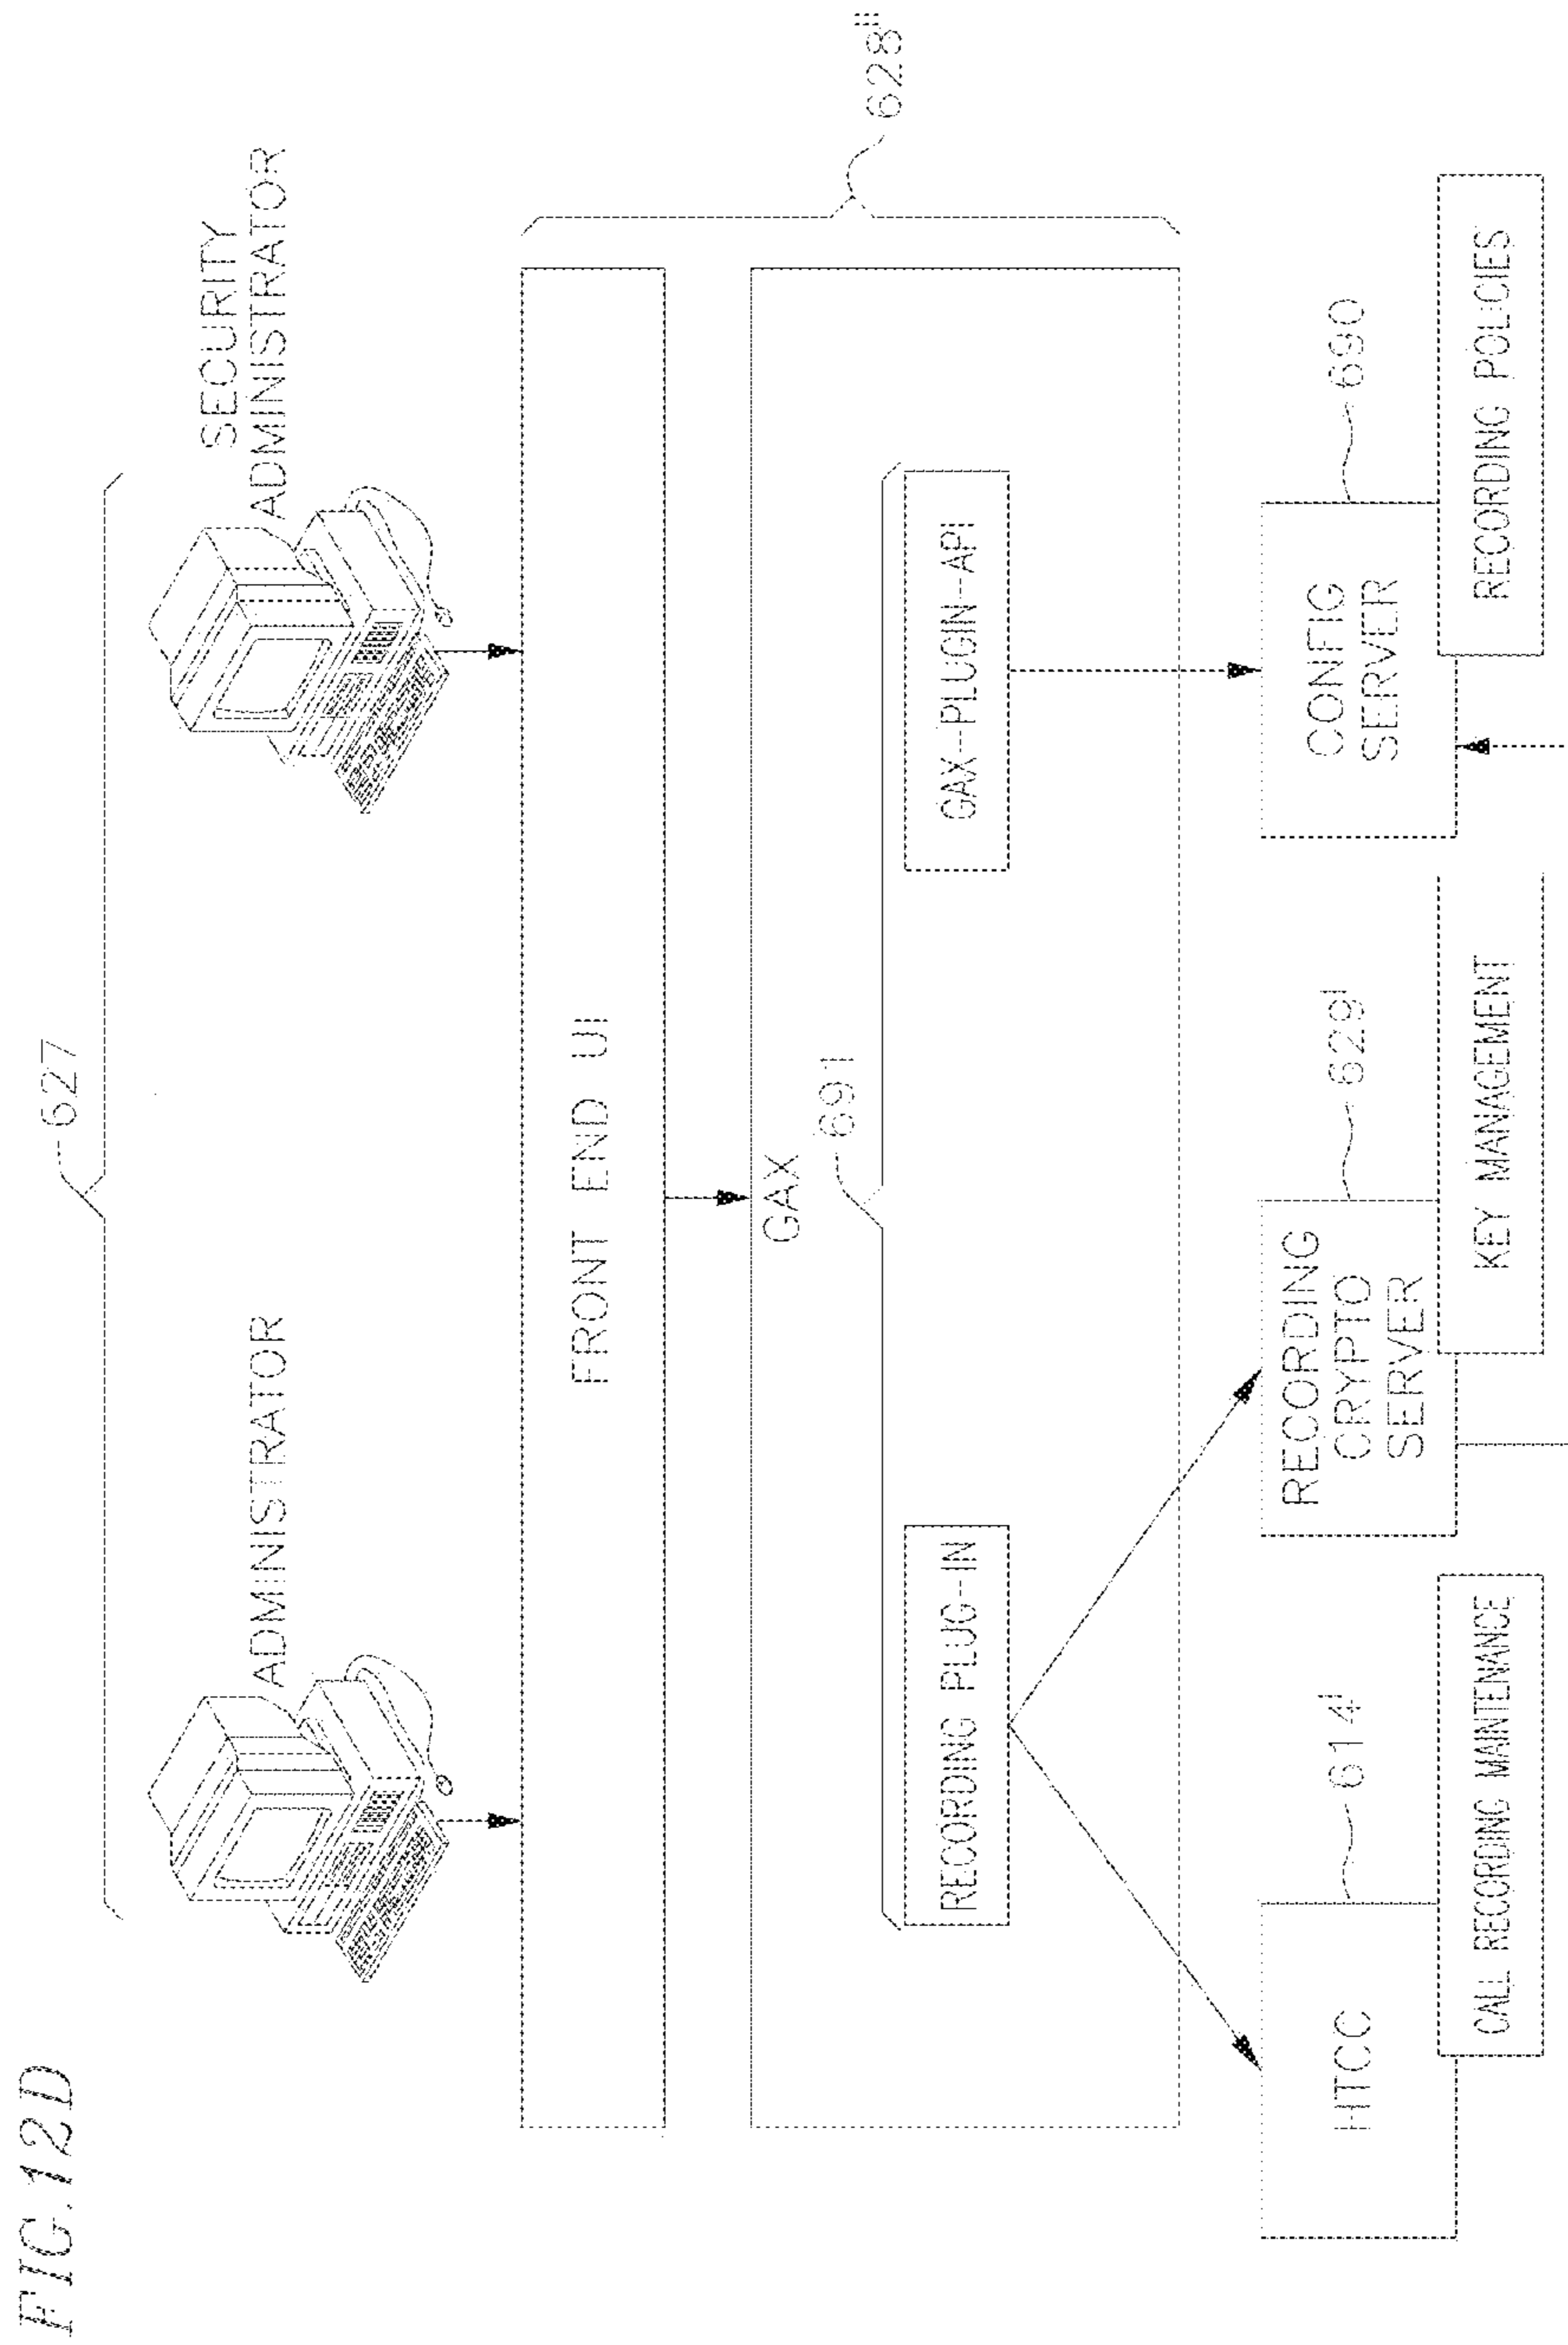 FIG.12D
627
ADMINISTRATOR
SECURITY
ADMINISTRATOR
FRONT END UI
628"
GAX
691
RECORDING PLUG-IN
GAX-PLUGIN-API
HTCC
614'
CALL RECORDING MAINTENANCE
RECORDING
CRYPTO
SERVER
629'
KEY MANAGEMENT
CONFIG
SERVER
690
RECORDING POLICIES